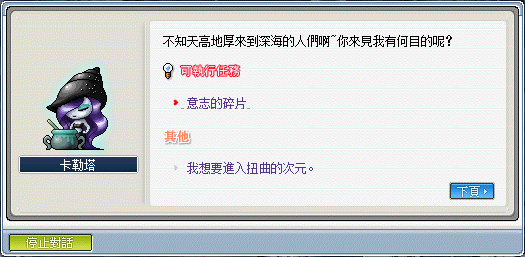 不知天高地厚來到深海的人們啊~你來見我有何目的呢?
可執行任務
意志的碎片
其他
卡勒塔
我想要進入扭曲的次元。
下頁
停止對話